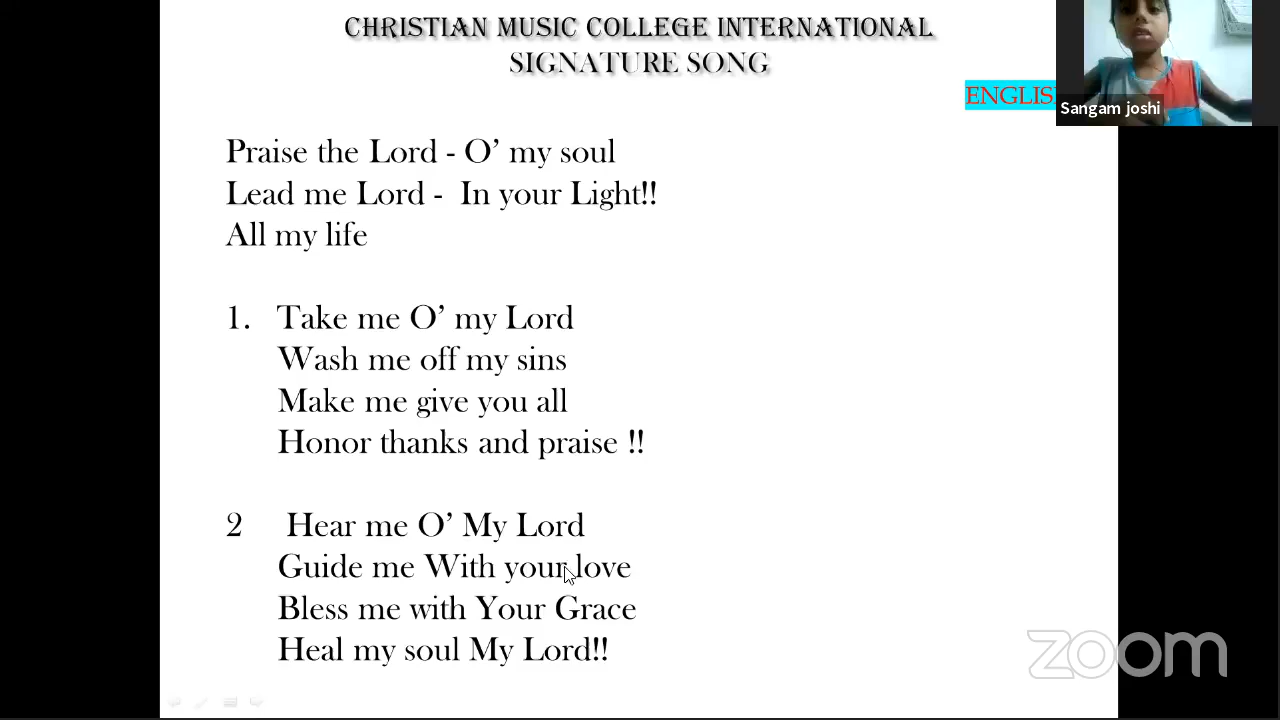 CHRISTIAN MUSIC COLLEGE INTERNATIONAL
SIGNATURE SONG
ENGLIS
Sangam joshi
Praise the Lord - O’ my soul
Lead me Lord - In your Light!!
All my life
1. Take me O’ my Lord
Wash me off my sins
Make me give you all
Honor thanks and praise !!
2 Hear me O’ My Lord
Guide me With your love
Bless me with Your Grace
Heal my soul My Lord!!
zoom